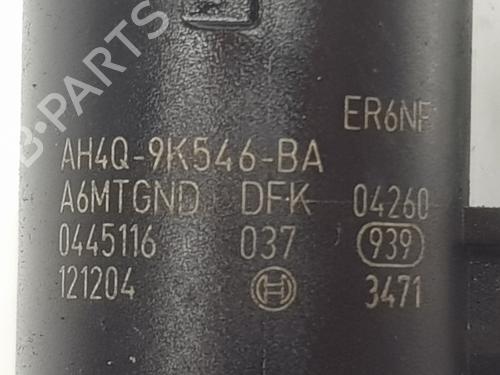 ER6NF
AH4Q-9K546-BA
A6MTGND DFK 04260
0445116 037 939
121204 3471
B-PARTS